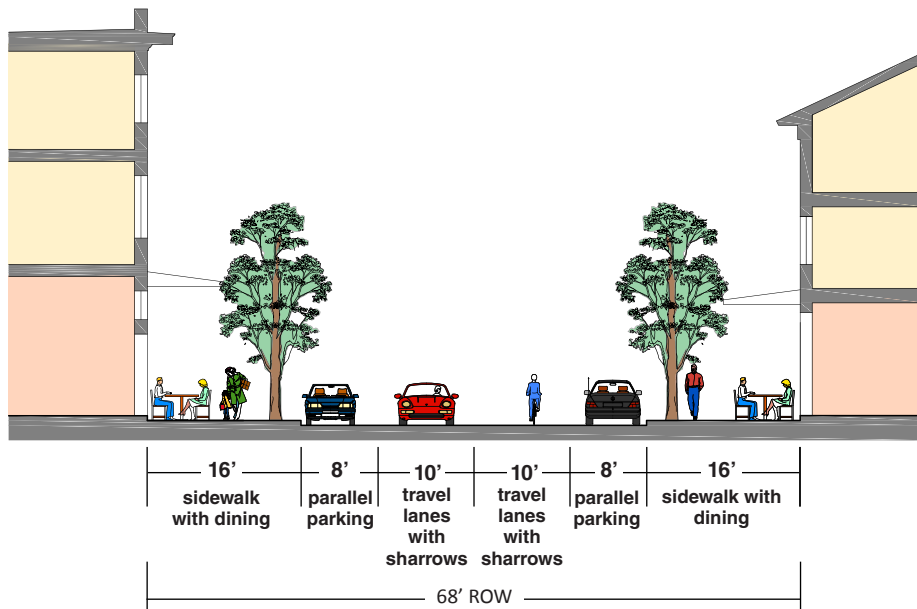 16’
sidewalk
with dining
8’
parallel
parking
10’
travel
lanes
with
sharrows
10’
travel
lanes
with
sharrows
8’
parallel
parking
16’
sidewalk with
dining
68’ ROW